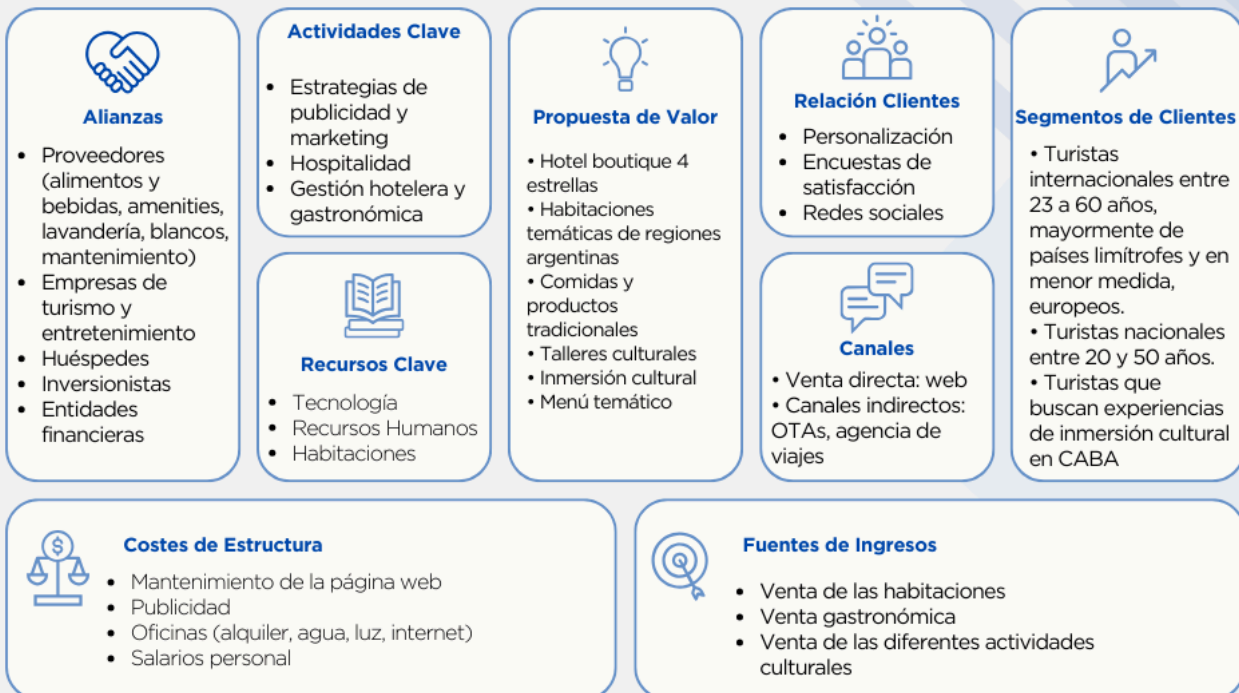 Alianzas
• Proveedores
(alimentos y
bebidas, amenities,
lavandería, blancos,
mantenimiento)
• Empresas de
turismo y
entretenimiento
• Huéspedes
• Inversionistas
• Entidades
financieras
Actividades Clave
• Estrategias de
publicidad y
marketing
• Hospitalidad
• Gestión hotelera y
gastronómica
Recursos Clave
• Tecnología
• Recursos Humanos
• Habitaciones
Propuesta de Valor
• Hotel boutique 4
estrellas
• Habitaciones
temáticas de regiones
argentinas
• Comidas y
productos
tradicionales
• Talleres culturales
• Inmersión cultural
• Menú temático
Relación Clientes
• Personalización
• Encuestas de
satisfacción
• Redes sociales
Canales
• Venta directa: web
• Canales indirectos:
OTAs, agencia de
viajes
Segmentos de Clientes
• Turistas
internacionales entre
23 a 60 años,
mayormente de
países limítrofes y en
menor medida,
europeos.
• Turistas nacionales
entre 20 y 50 años.
• Turistas que
buscan experiencias
de inmersión cultural
en CABA
$
Costes de Estructura
• Mantenimiento de la página web
• Publicidad
• Oficinas (alquiler, agua, luz, internet)
• Salarios personal
Fuentes de Ingresos
• Venta de las habitaciones
• Venta gastronómica
• Venta de las diferentes actividades
culturales